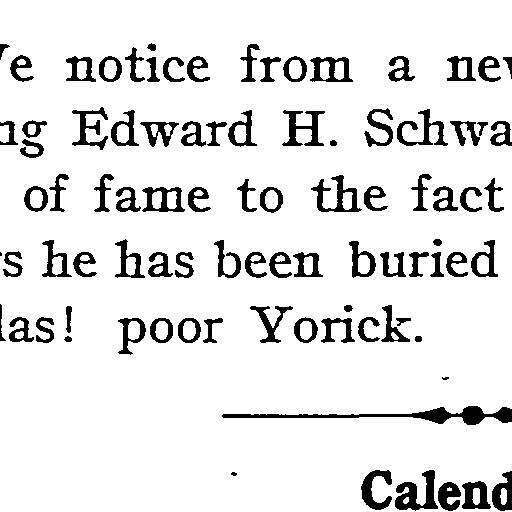 e notice from a new
ng Edward H. Schwa
of fame to the fact
s he has been buried
las! poor Yorick.
Calend